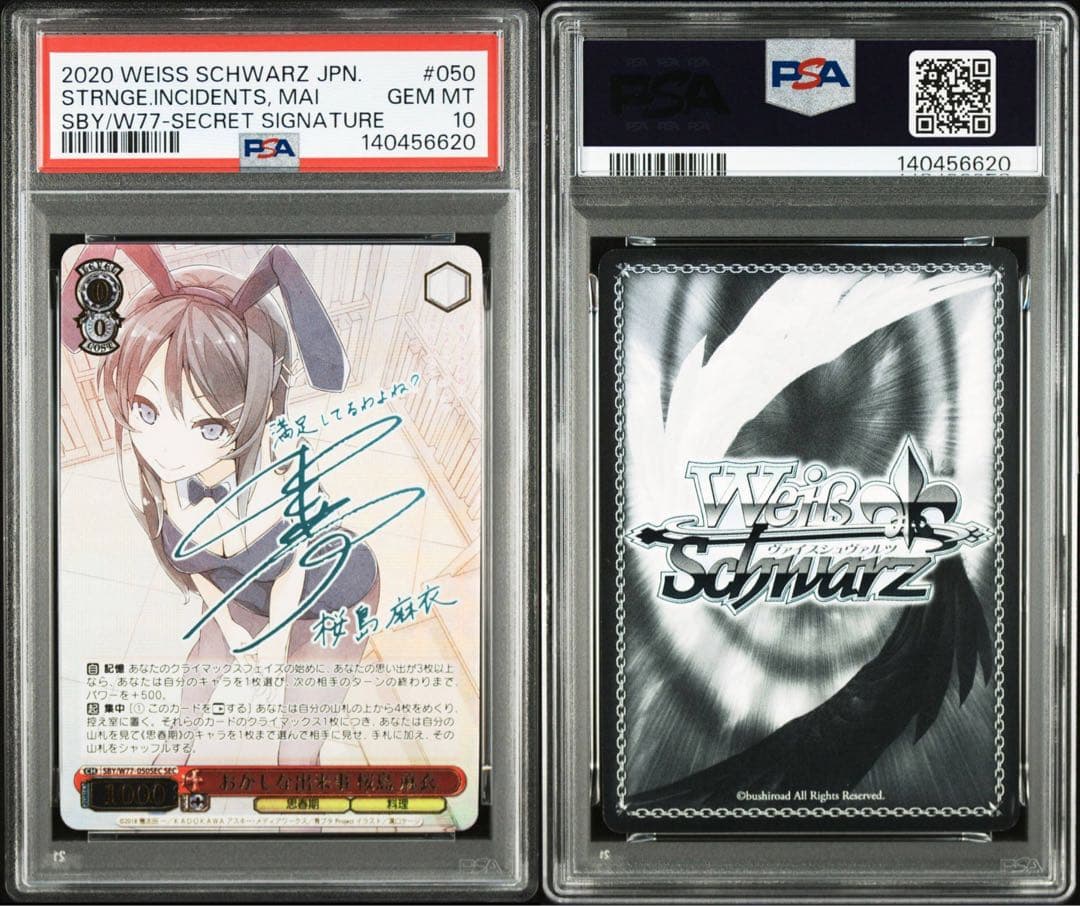 2020 WEISS SCHWARZ JPN. #050
STRNGE.INCIDENTS, MAI GEM MT
SBY/W77-SECRET SIGNATURE 10
PSA 140456620
0
0
COST
満足してるわよね?
桜島麻衣
自 記憶 あなたのクライマックスフェイズの始めに、あなたの思い出が3枚以上
なら、あなたは自分のキャラを1枚選び、次の相手のターンの終わりまで、
パワーを+500。
起 集中 [① このカードを する] あなたは自分の山札の上から4枚をめくり、
控え室に置く。それらのカードのクライマックス1枚につき、あなたは自分の
山札を見て《思春期》のキャラを1枚まで選んで相手に見せ、手札に加え、その
山札をシャッフルする。
CH SBY/W77-050SEC SEC
1000 おかしな出来事 桜島 麻衣
思春期 料理
PSA
PSA
140456620
Weiß
ヴァイスシュヴァルツ
Schwarz
©bushiroad All Rights Reserved.
PSA